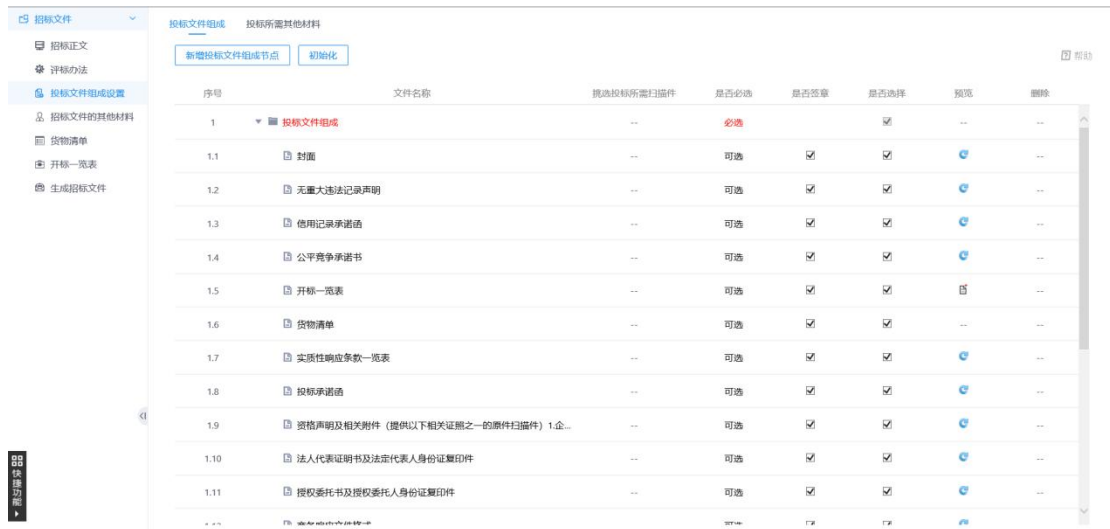 招标文件
招标正文
评标办法
投标文件组成设置
招标文件的其他材料
货物清单
开标一览表
生成招标文件
快捷功能
投标文件组成 投标所需其他材料
新增投标文件组成节点 初始化 帮助
序号 文件名称 挑选投标所需扫描件 是否必选 是否签章 是否选择 预览 删除
1 投标文件组成 -- 必选 -- --
1.1 封面 -- 可选 --
1.2 无重大违法记录声明 -- 可选 --
1.3 信用记录承诺函 -- 可选 --
1.4 公平竞争承诺书 -- 可选 --
1.5 开标一览表 -- 可选 --
1.6 货物清单 -- 可选 -- --
1.7 实质性响应条款一览表 -- 可选 --
1.8 投标承诺函 -- 可选 --
1.9 资格声明及相关附件（提供以下相关证照之一的原件扫描件）1.企... -- 可选 --
1.10 法人代表证明书及法定代表人身份证复印件 -- 可选 --
1.11 授权委托书及授权委托人身份证复印件 -- 可选 --